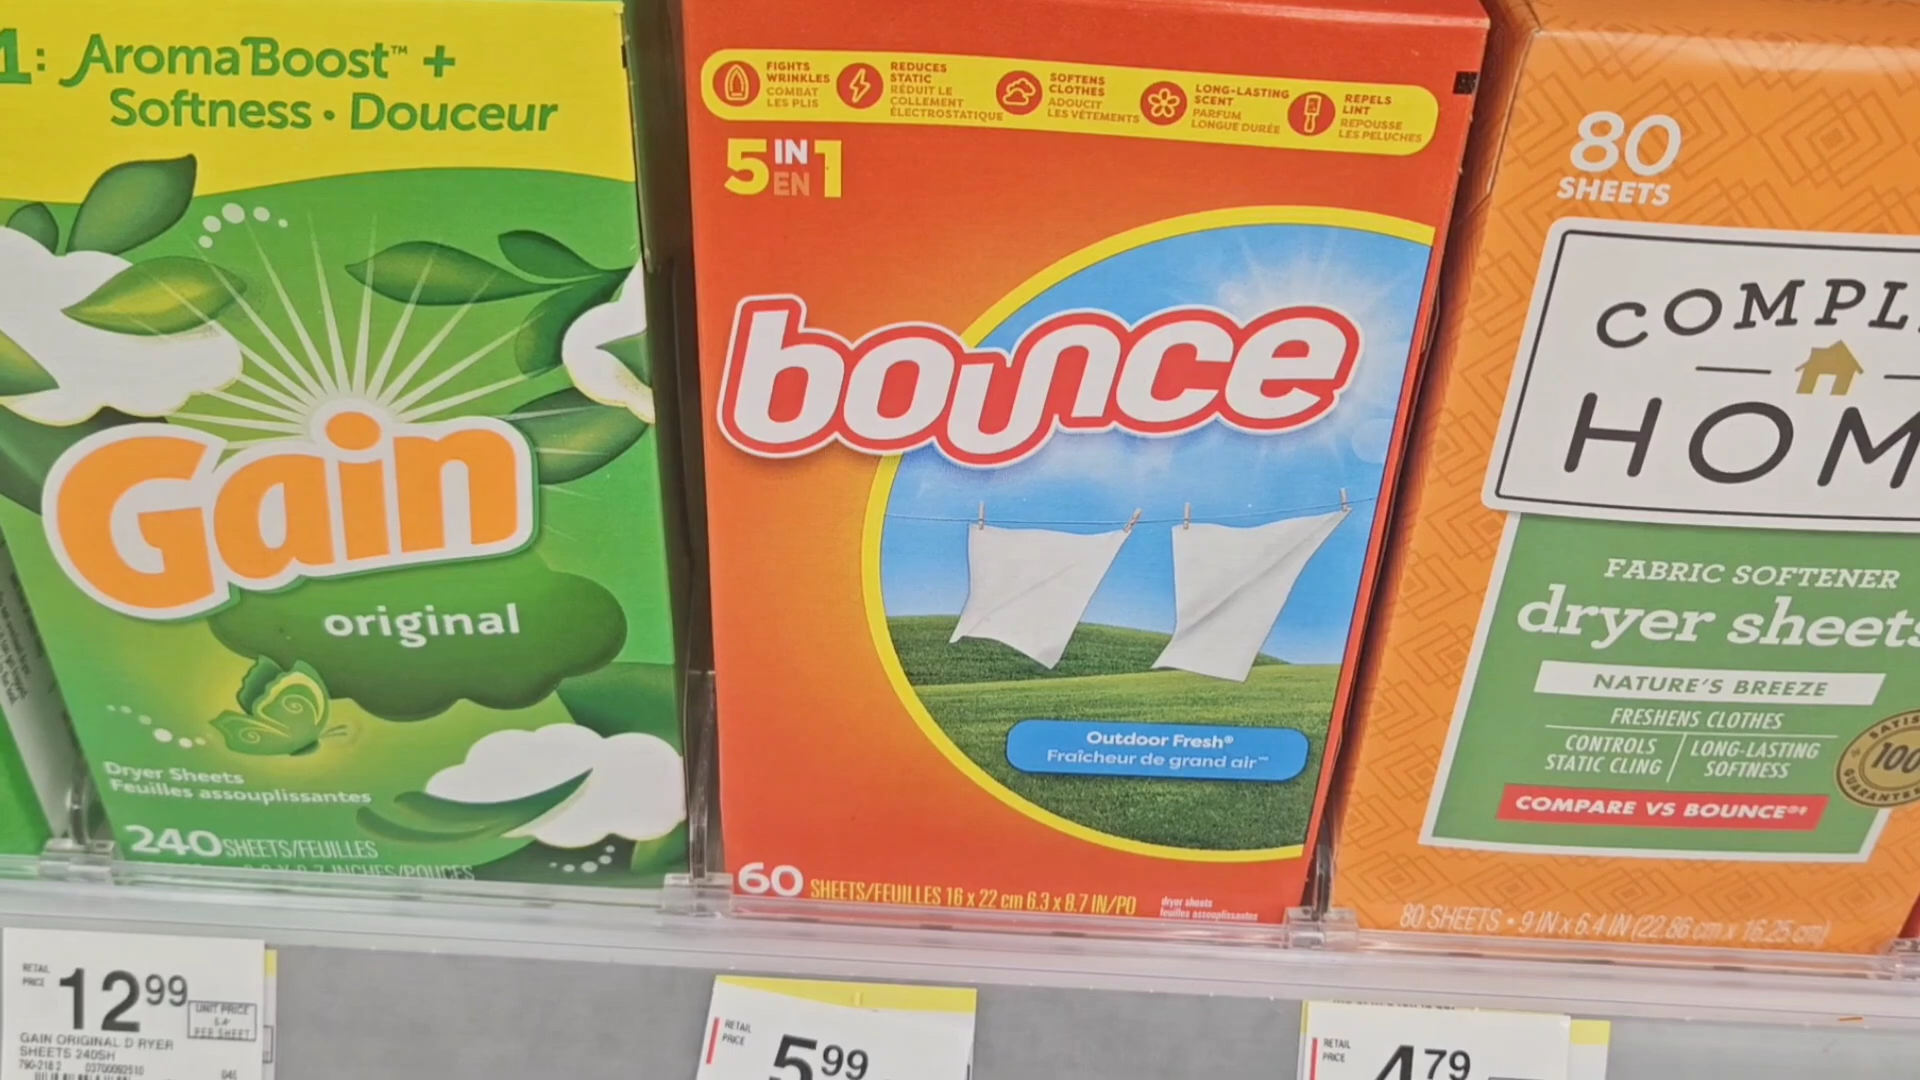 1: AromaBoost™ +
Softness • Douceur
Gain
original
Dryer Sheets
Feuilles assouplissantes
240 SHEETS/FEUILLES
INCHES/POUCES
FIGHTS
WRINKLES
COMBAT
LES PLIS
REDUCES
STATIC
RÉDUIT LE
COLLEMENT
ÉLECTROSTATIQUE
SOFTENS
CLOTHES
ADOUCIT
LES VÊTEMENTS
LONG-LASTING
SCENT
PARFUM
LONGUE DURÉE
REPELS
LINT
REPOUSSE
LES PELUCHES
5 IN 1
EN
bounce
Outdoor Fresh®
Fraîcheur de grand air™
60 SHEETS/FEUILLES 16 x 22 cm 6.3 x 8.7 IN/PO
dryer sheets
feuilles assouplissantes
80
SHEETS
COMPL
HOM
FABRIC SOFTENER
dryer sheets
NATURE'S BREEZE
FRESHENS CLOTHES
CONTROLS
STATIC CLING
LONG-LASTING
SOFTNESS
COMPARE VS BOUNCE®†
SATIS
100
GUARANTEE
80 SHEETS • 9 IN x 6.4 IN (22.86 cm x 16.25 cm)
RETAIL
PRICE
12.99
UNIT PRICE
PER SHEET
GAIN ORIGINAL D RYER
SHEETS 240SH
RETAIL
PRICE
5.99
RETAIL
PRICE
4.79